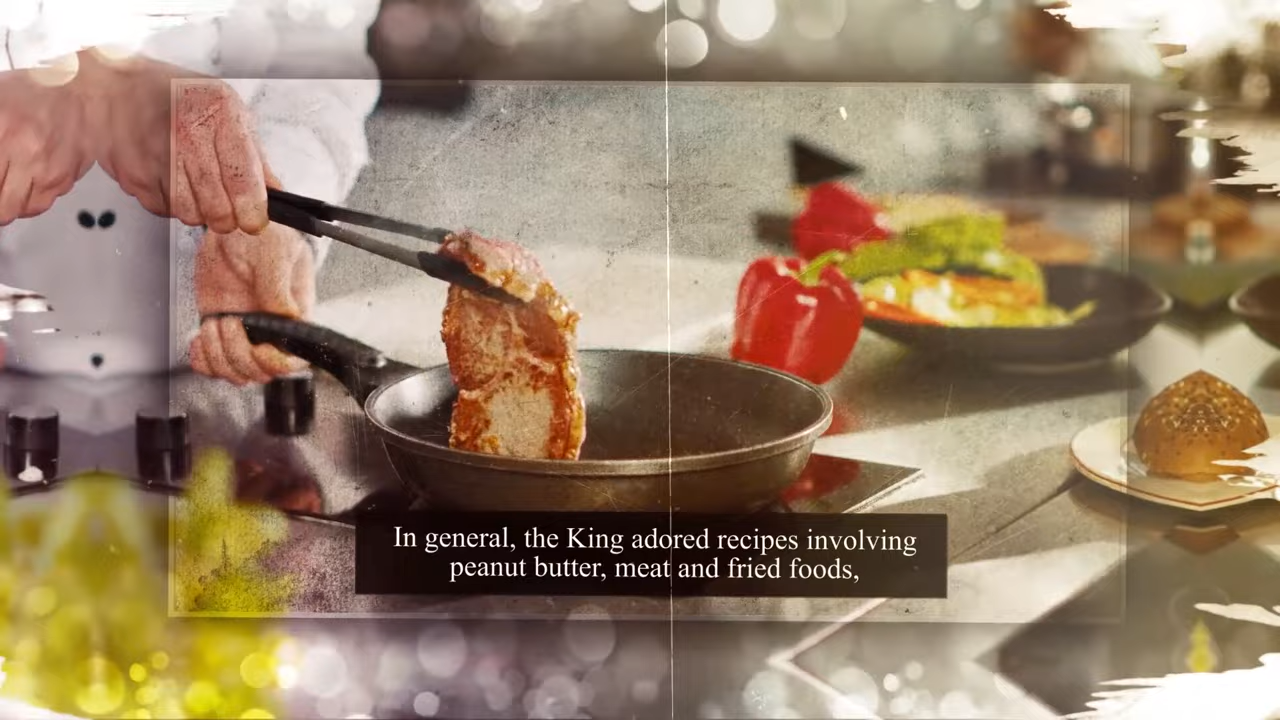 In general, the King adored recipes involving
peanut butter, meat and fried foods,